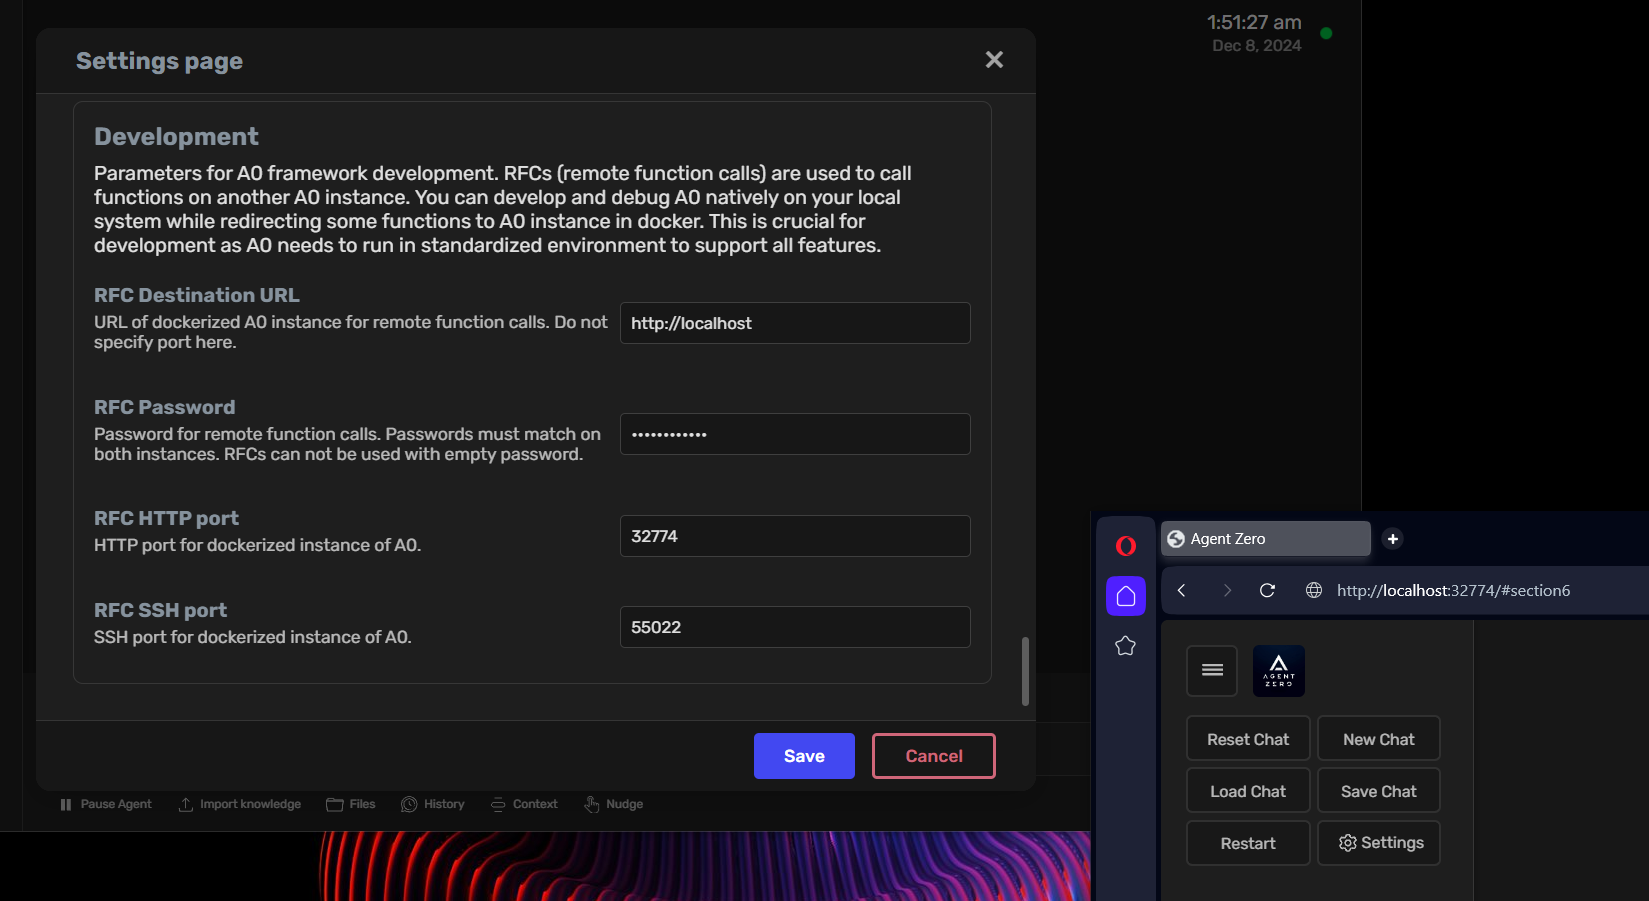 1:51:27 am
Dec 8, 2024
Settings page
Development
Parameters for A0 framework development. RFCs (remote function calls) are used to call
functions on another A0 instance. You can develop and debug A0 natively on your local
system while redirecting some functions to A0 instance in docker. This is crucial for
development as A0 needs to run in standardized environment to support all features.
RFC Destination URL
URL of dockerized A0 instance for remote function calls. Do not
specify port here.
http://localhost
RFC Password
Password for remote function calls. Passwords must match on
both instances. RFCs can not be used with empty password.
••••••••••••
RFC HTTP port
HTTP port for dockerized instance of A0.
32774
RFC SSH port
SSH port for dockerized instance of A0.
55022
Save
Cancel
Pause Agent
Import knowledge
Files
History
Context
Nudge
Agent Zero
http://localhost:32774/#section6
AGENT
ZERO
Reset Chat
New Chat
Load Chat
Save Chat
Restart
Settings